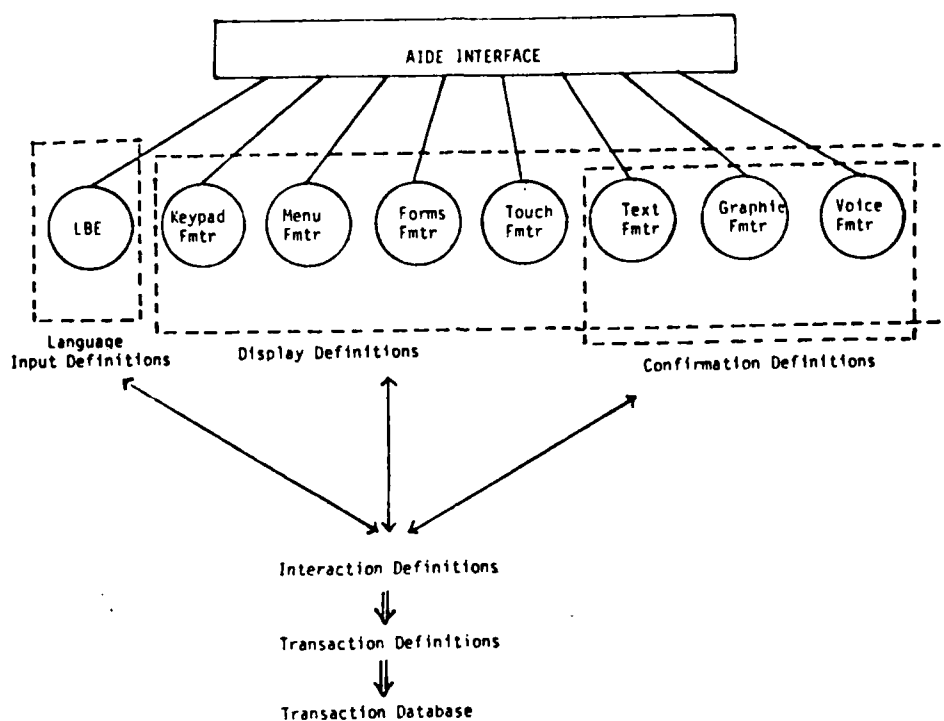 AIDE INTERFACE
LBE
Keypad
Fmtr
Menu
Fmtr
Forms
Fmtr
Touch
Fmtr
Text
Fmtr
Graphic
Fmtr
Voice
Fmtr
Language
Input Definitions
Display Definitions
Confirmation Definitions
Interaction Definitions
Transaction Definitions
Transaction Database